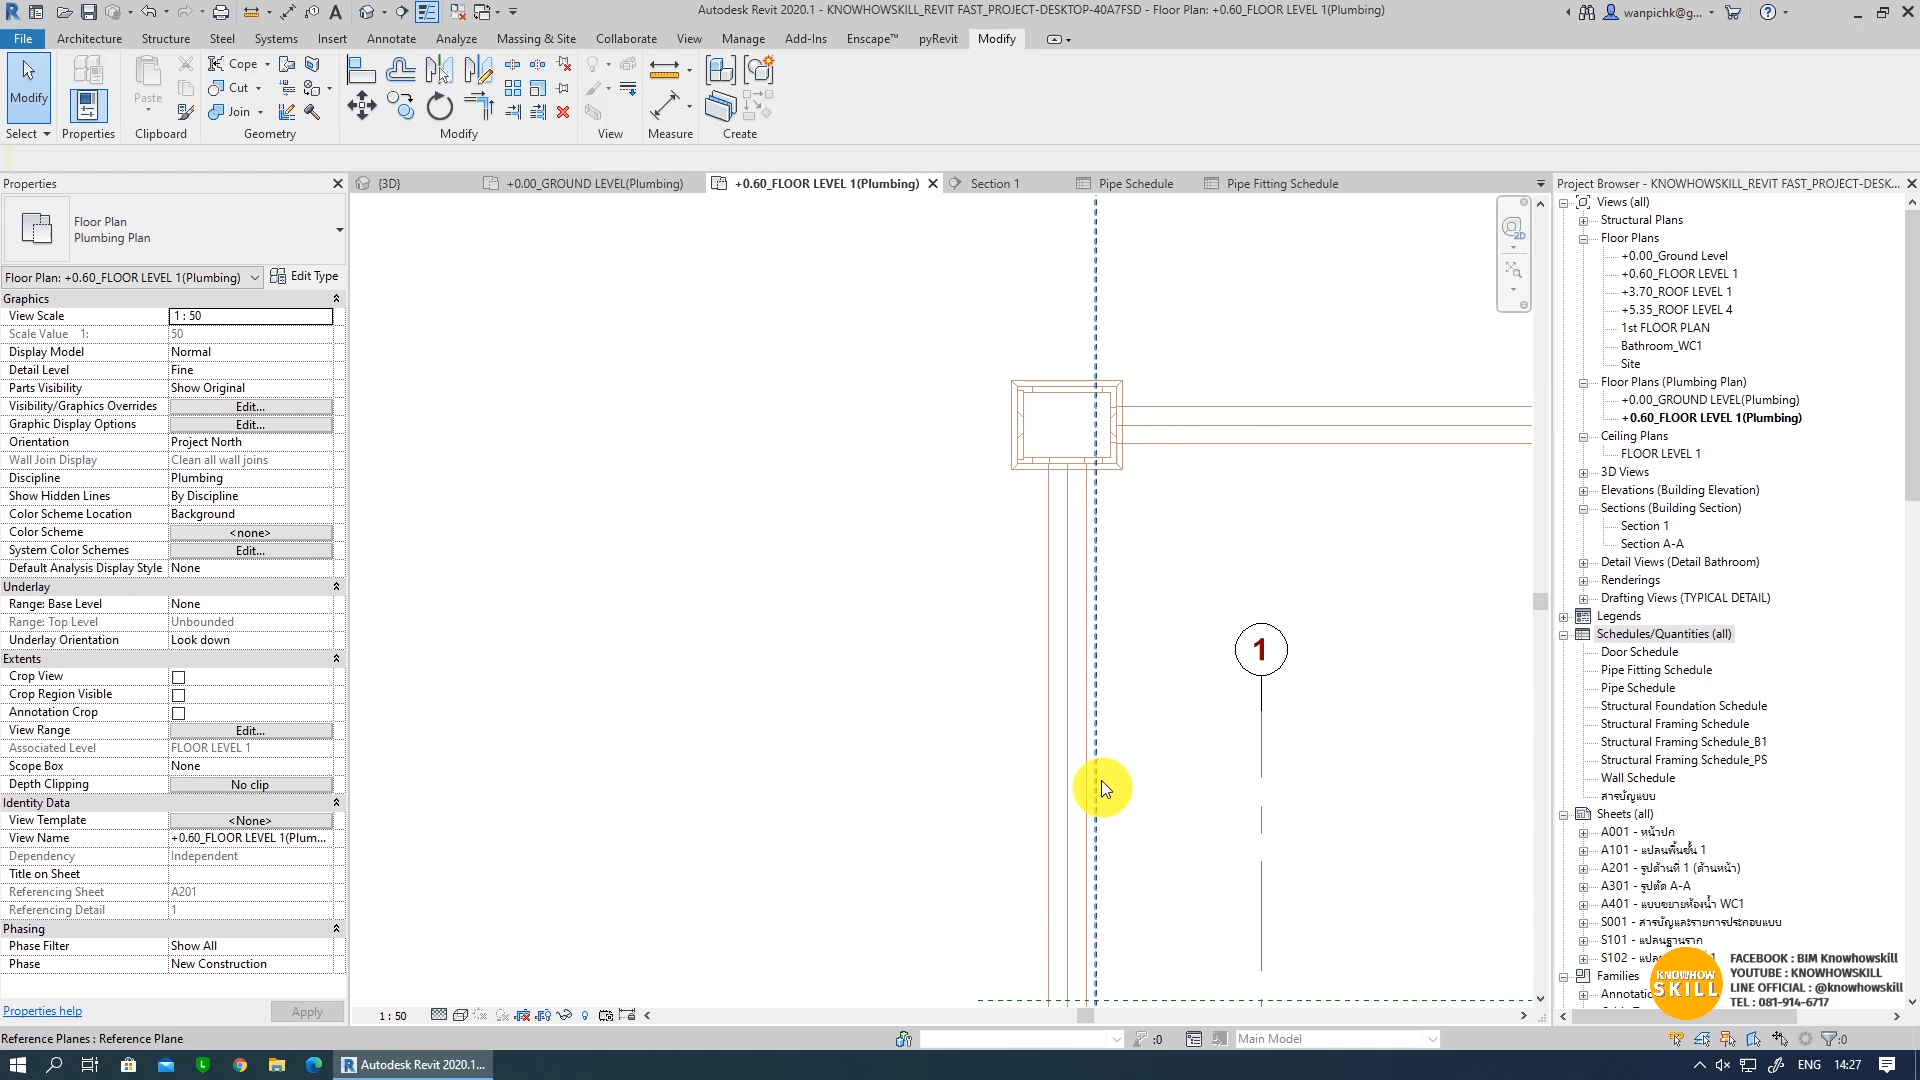 Autodesk Revit 2020.1 - KNOWHOWSKILL_REVIT FAST_PROJECT-DESKTOP-40A7FSD - Floor Plan: +0.60_FLOOR LEVEL 1(Plumbing)
wanpichk@g...
File Architecture Structure Steel Systems Insert Annotate Analyze Massing & Site Collaborate View Manage Add-Ins Enscape™ pyRevit Modify
Modify
Paste
Cope
Cut
Join
Select Properties Clipboard Geometry Modify View Measure Create
Properties
{3D} +0.00_GROUND LEVEL(Plumbing) +0.60_FLOOR LEVEL 1(Plumbing) Section 1 Pipe Schedule Pipe Fitting Schedule
Floor Plan
Plumbing Plan
Floor Plan: +0.60_FLOOR LEVEL 1(Plumbing) Edit Type
Graphics
View Scale 1 : 50
Scale Value 1: 50
Display Model Normal
Detail Level Fine
Parts Visibility Show Original
Visibility/Graphics Overrides Edit...
Graphic Display Options Edit...
Orientation Project North
Wall Join Display Clean all wall joins
Discipline Plumbing
Show Hidden Lines By Discipline
Color Scheme Location Background
Color Scheme <none>
System Color Schemes Edit...
Default Analysis Display Style None
Underlay
Range: Base Level None
Range: Top Level Unbounded
Underlay Orientation Look down
Extents
Crop View
Crop Region Visible
Annotation Crop
View Range Edit...
Associated Level FLOOR LEVEL 1
Scope Box None
Depth Clipping No clip
Identity Data
View Template <None>
View Name +0.60_FLOOR LEVEL 1(Plum...
Dependency Independent
Title on Sheet
Referencing Sheet A201
Referencing Detail 1
Phasing
Phase Filter Show All
Phase New Construction
Properties help Apply
2D
1
1 : 50
Project Browser - KNOWHOWSKILL_REVIT FAST_PROJECT-DESK...
Views (all)
Structural Plans
Floor Plans
+0.00_Ground Level
+0.60_FLOOR LEVEL 1
+3.70_ROOF LEVEL 1
+5.35_ROOF LEVEL 4
1st FLOOR PLAN
Bathroom_WC1
Site
Floor Plans (Plumbing Plan)
+0.00_GROUND LEVEL(Plumbing)
+0.60_FLOOR LEVEL 1(Plumbing)
Ceiling Plans
FLOOR LEVEL 1
3D Views
Elevations (Building Elevation)
Sections (Building Section)
Section 1
Section A-A
Detail Views (Detail Bathroom)
Renderings
Drafting Views (TYPICAL DETAIL)
Legends
Schedules/Quantities (all)
Door Schedule
Pipe Fitting Schedule
Pipe Schedule
Structural Foundation Schedule
Structural Framing Schedule
Structural Framing Schedule_B1
Structural Framing Schedule_PS
Wall Schedule
สารบัญแบบ
Sheets (all)
A001 - หน้าปก
A101 - แปลนพื้นชั้น 1
A201 - รูปด้านที่ 1 (ด้านหน้า)
A301 - รูปตัด A-A
A401 - แบบขยายห้องน้ำ WC1
S001 - สารบัญและรายการประกอบแบบ
S101 - แปลนฐานราก
S102 - แปล
Families
KNOWHOW
SKILL
FACEBOOK : BIM Knowhowskill
YOUTUBE : KNOWHOWSKILL
LINE OFFICIAL : @knowhowskill
TEL : 081-914-6717
Reference Planes : Reference Plane
:0 Main Model :0
Autodesk Revit 2020.1... ENG 14:27